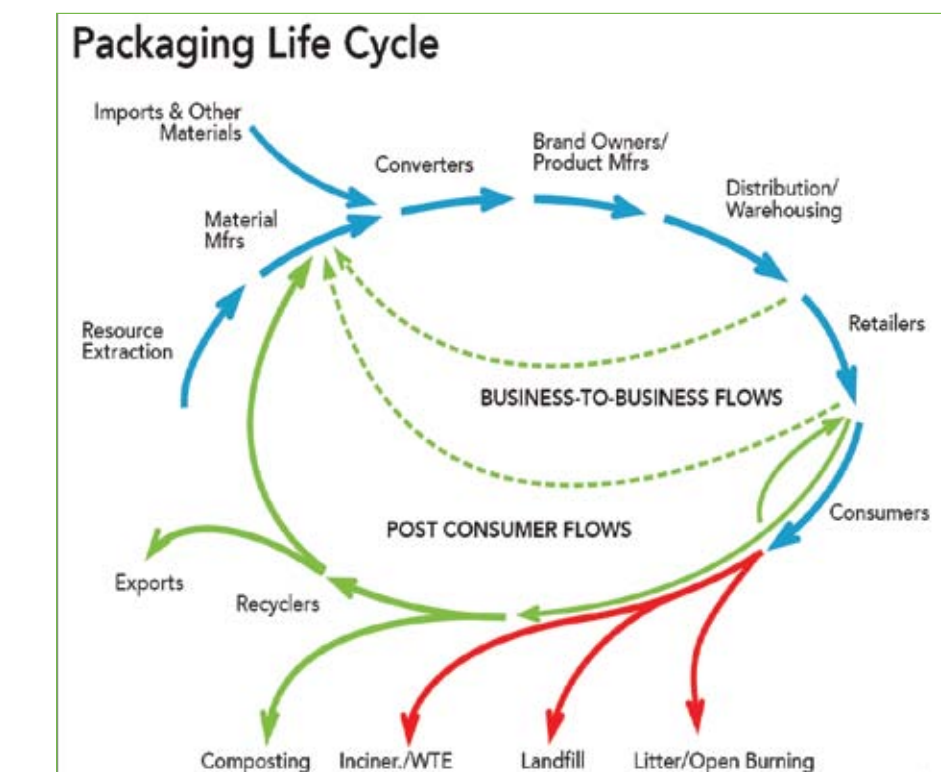 Packaging Life Cycle
Imports & Other
Materials
Converters
Brand Owners/
Product Mfrs
Distribution/
Warehousing
Material
Mfrs
Resource
Extraction
Retailers
BUSINESS-TO-BUSINESS FLOWS
Consumers
POST CONSUMER FLOWS
Exports
Recyclers
Composting
Inciner./WTE
Landfill
Litter/Open Burning